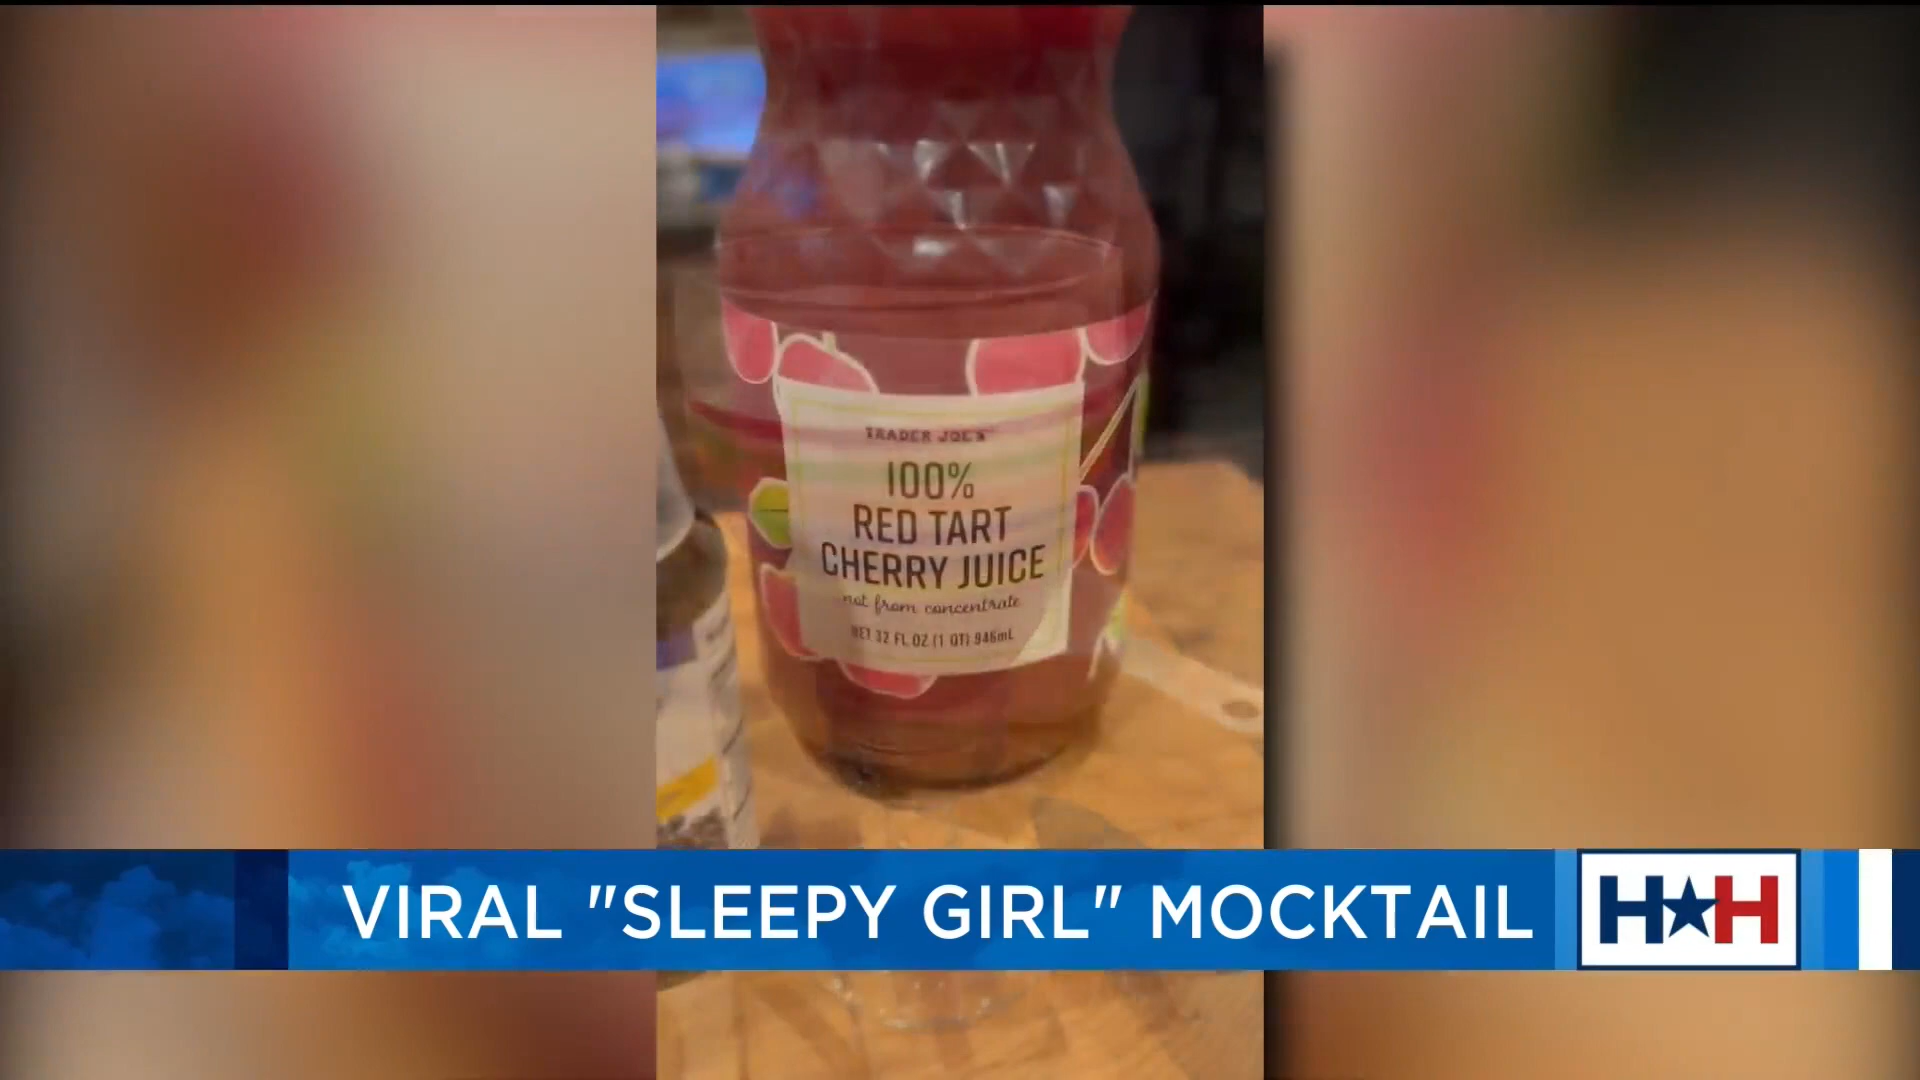 TRADER JOE'S
100%
RED TART
CHERRY JUICE
not from concentrate
NET 32 FL OZ (1 QT) 946mL
VIRAL "SLEEPY GIRL" MOCKTAIL
H★H